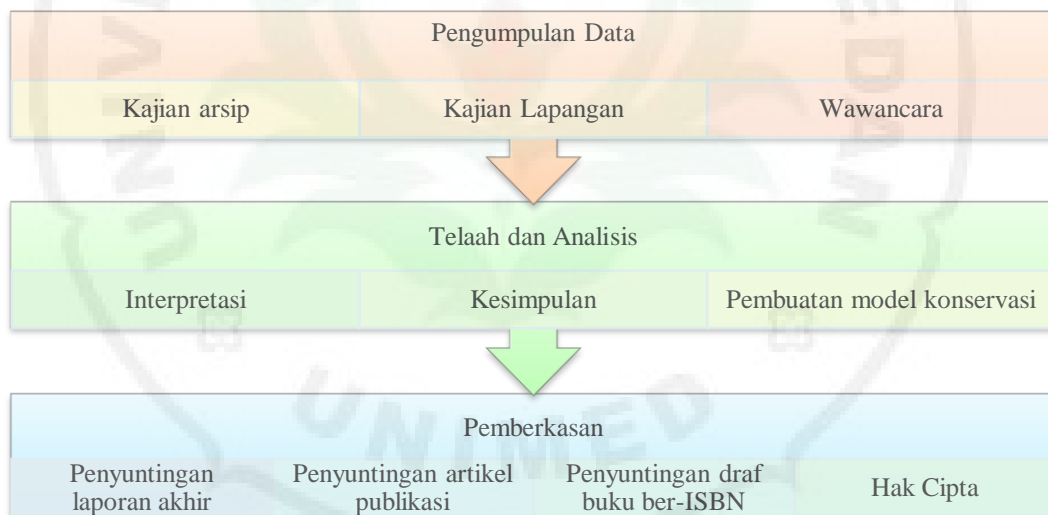 Pengumpulan Data
Kajian arsip
Kajian Lapangan
Wawancara
Telaah dan Analisis
Interpretasi
Kesimpulan
Pembuatan model konservasi
UNIMED
Pemberkasan
Penyuntingan
laporan akhir
Penyuntingan artikel
publikasi
Penyuntingan draf
buku ber-ISBN
Hak Cipta